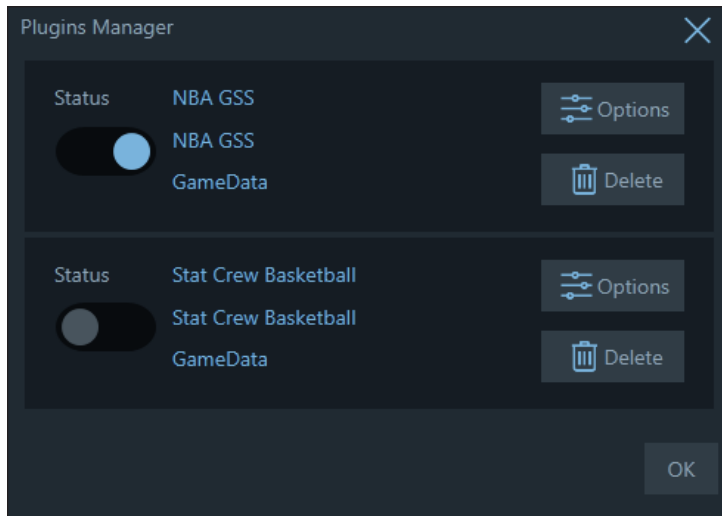 Plugins Manager
Status
NBA GSS
Options
NBA GSS
GameData
Delete
Status
Stat Crew Basketball
Options
Stat Crew Basketball
GameData
Delete
OK